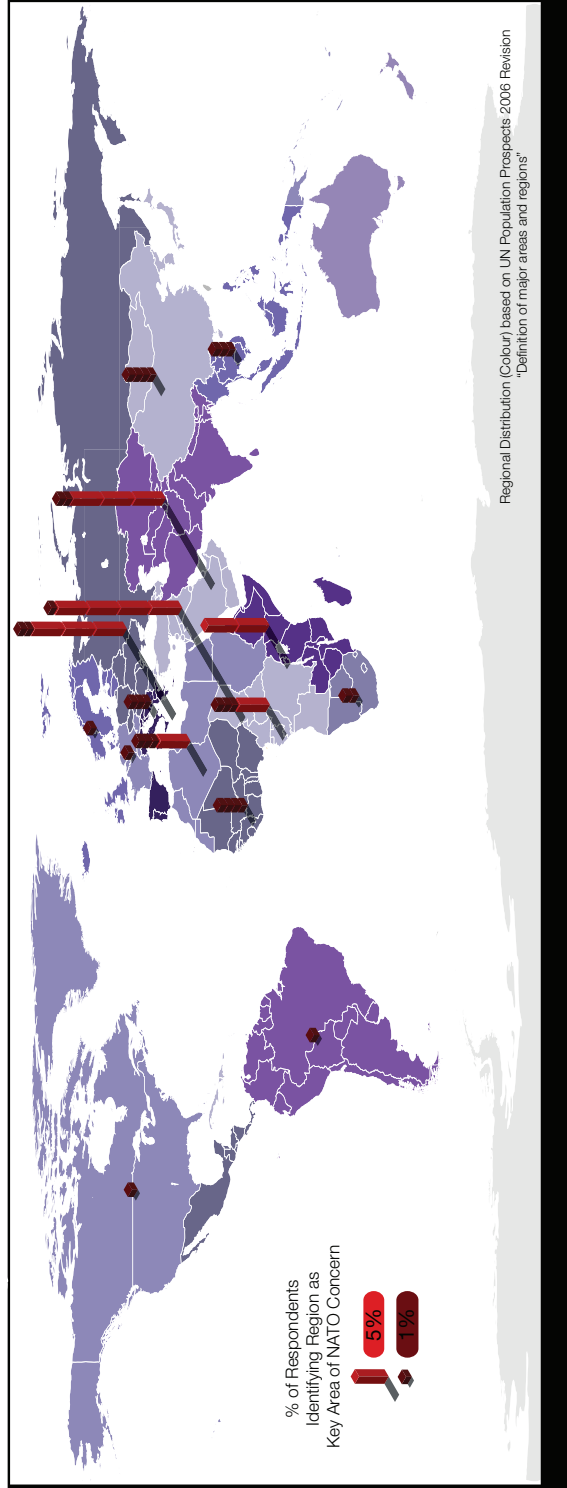 % of Respondents
Identifying Region as
Key Area of NATO Concern
5%
1%
Regional Distribution (Colour) based on UN Population Prospects 2006 Revision
"Definition of major areas and regions"